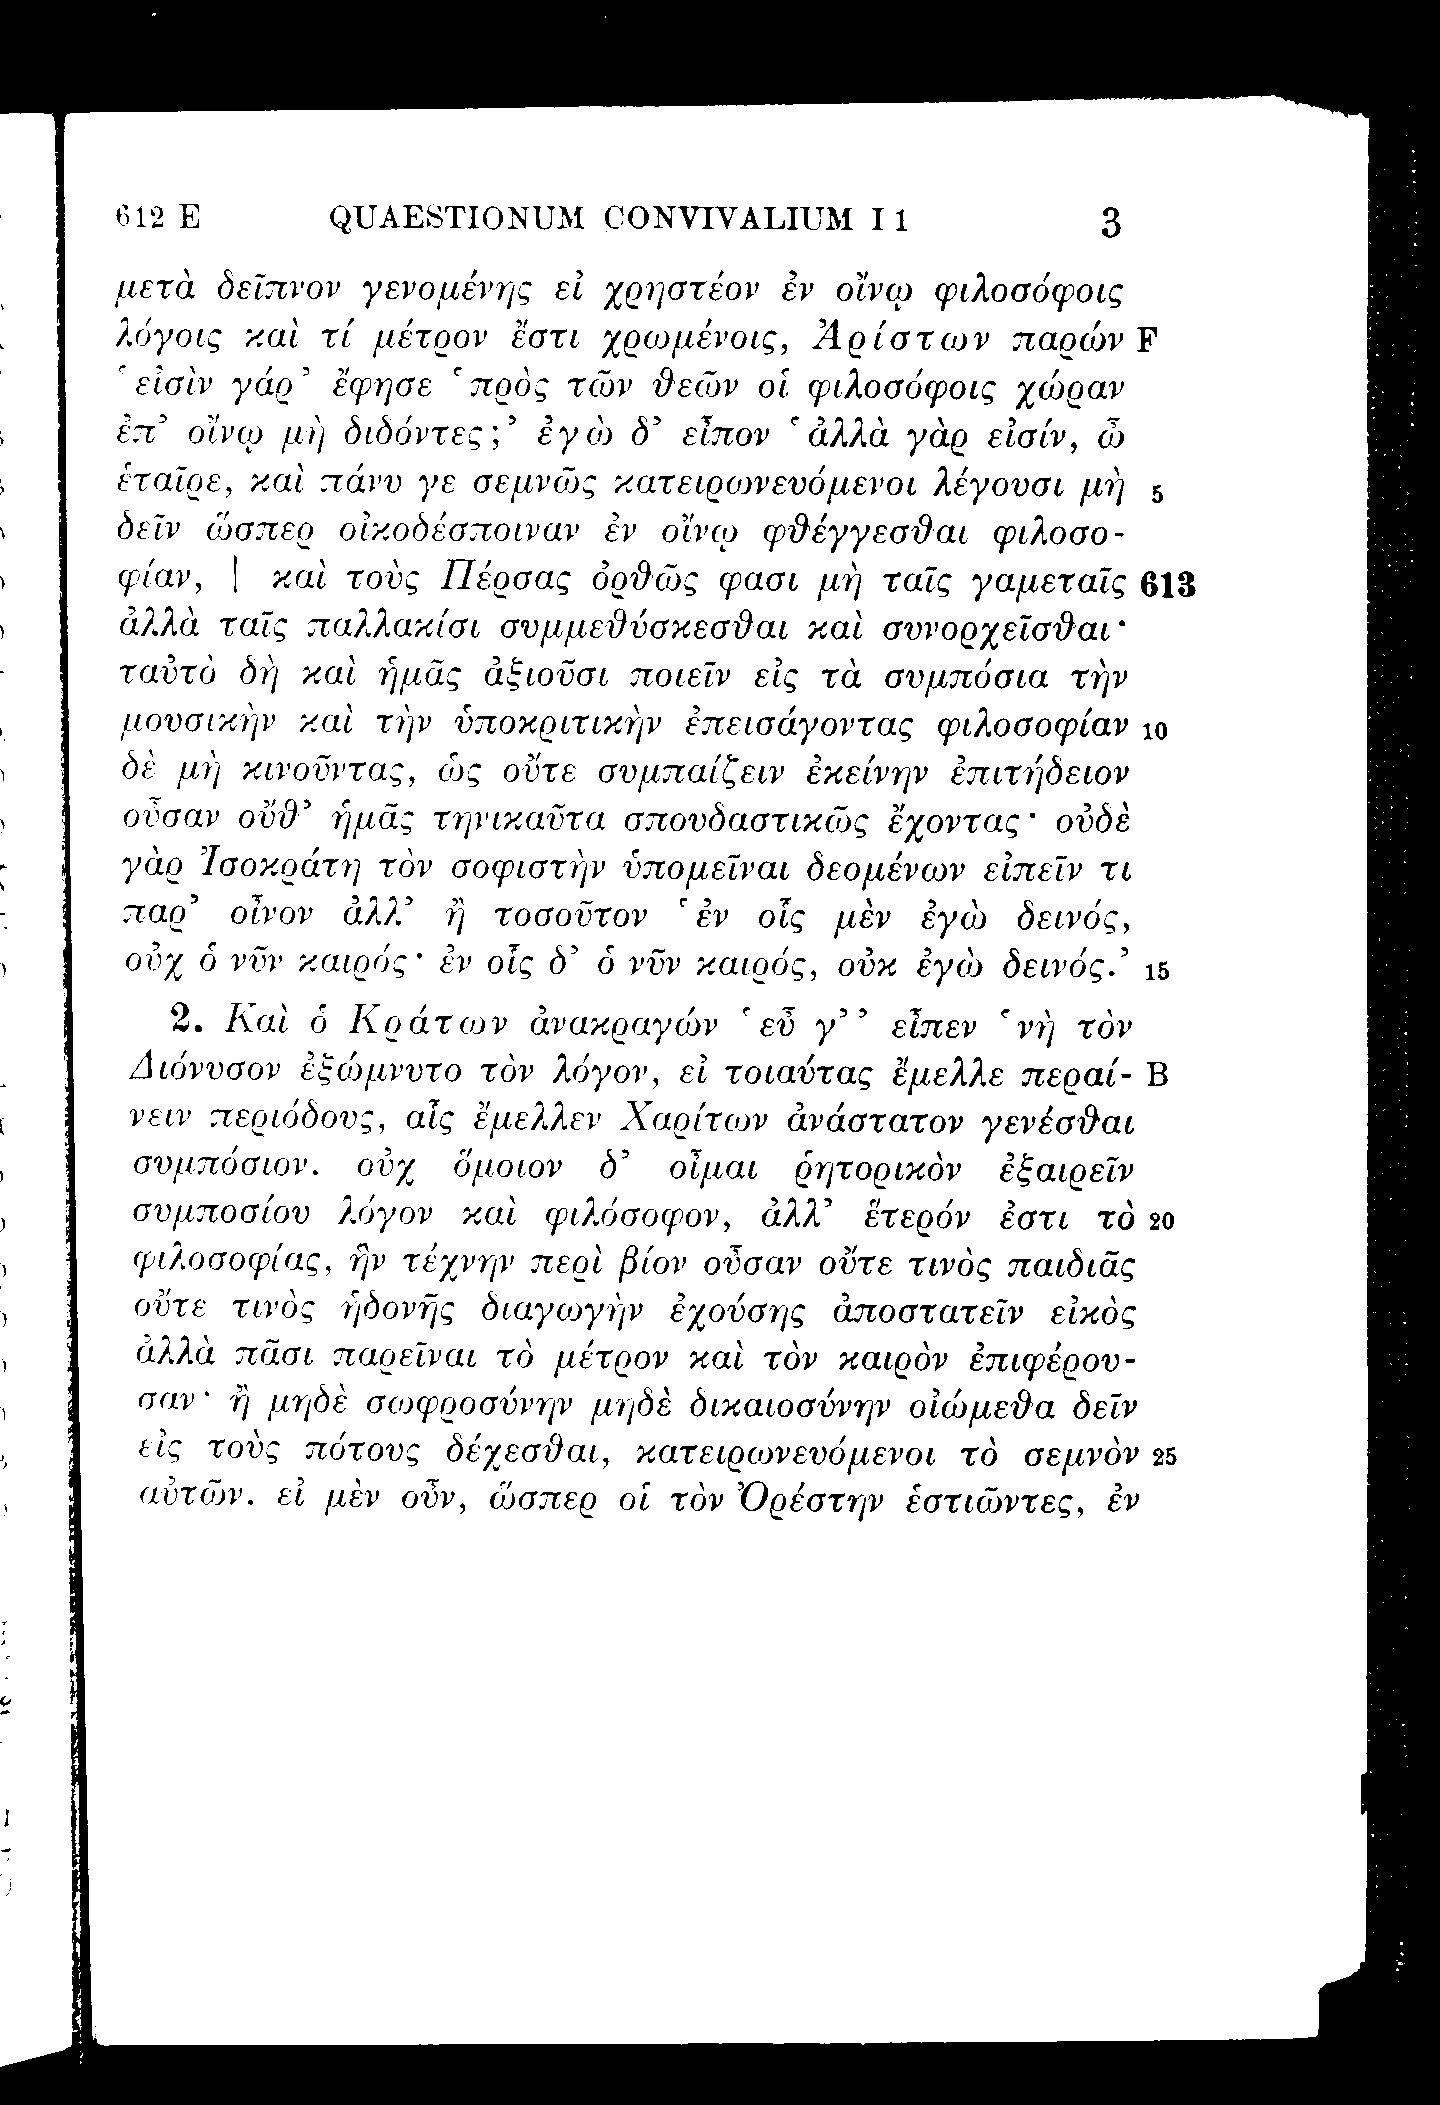 612 E QUAESTIONUM CONVIVALIUM I 1 3
μετὰ δεῖπνον γενομένης εἰ χρηστέον ἐν οἴνῳ φιλοσόφοις
λόγοις καὶ τί μέτρον ἔστι χρωμένοις, Ἀρίστων παρών F
‘εἰσὶν γάρ’ ἔφησε ‘πρὸς τῶν θεῶν οἱ φιλοσόφοις χώραν
ἐπ’ οἴνῳ μὴ διδόντες;’ ἐγὼ δ’ εἶπον ‘ἀλλὰ γὰρ εἰσίν, ὦ
ἑταῖρε, καὶ πάνυ γε σεμνῶς κατειρωνευόμενοι λέγουσι μὴ 5
δεῖν ὥσπερ οἰκοδέσποιναν ἐν οἴνῳ φθέγγεσθαι φιλοσο-
φίαν, | καὶ τοὺς Πέρσας ὀρθῶς φασι μὴ ταῖς γαμεταῖς 613
ἀλλὰ ταῖς παλλακίσι συμμεθύσκεσθαι καὶ συνορχεῖσθαι·
ταὐτὸ δὴ καὶ ἡμᾶς ἀξιοῦσι ποιεῖν εἰς τὰ συμπόσια τὴν
μουσικὴν καὶ τὴν ὑποκριτικὴν ἐπεισάγοντας φιλοσοφίαν 10
δὲ μὴ κινοῦντας, ὡς οὔτε συμπαίζειν ἐκείνην ἐπιτήδειον
οὖσαν οὔθ’ ἡμᾶς τηνικαῦτα σπουδαστικῶς ἔχοντας· οὐδὲ
γὰρ Ἰσοκράτη τὸν σοφιστὴν ὑπομεῖναι δεομένων εἰπεῖν τι
παρ’ οἶνον ἀλλ’ ἢ τοσοῦτον ‘ἐν οἷς μὲν ἐγὼ δεινός,
οὐχ ὁ νῦν καιρός· ἐν οἷς δ’ ὁ νῦν καιρός, οὐκ ἐγὼ δεινός.’ 15
2. Καὶ ὁ Κράτων ἀνακραγών ‘εὖ γ’’ εἶπεν ‘νὴ τὸν
Διόνυσον ἐξώμνυτο τὸν λόγον, εἰ τοιαύτας ἔμελλε περαί- B
νειν περιόδους, αἷς ἔμελλεν Χαρίτων ἀνάστατον γενέσθαι
συμπόσιον. οὐχ ὅμοιον δ’ οἶμαι ῥητορικὸν ἐξαιρεῖν
συμποσίου λόγον καὶ φιλόσοφον, ἀλλ’ ἕτερόν ἐστι τὸ 20
φιλοσοφίας, ἣν τέχνην περὶ βίον οὖσαν οὔτε τινὸς παιδιᾶς
οὔτε τινὸς ἡδονῆς διαγωγὴν ἐχούσης ἀποστατεῖν εἰκὸς
ἀλλὰ πᾶσι παρεῖναι τὸ μέτρον καὶ τὸν καιρὸν ἐπιφέρου-
σαν· ἢ μηδὲ σωφροσύνην μηδὲ δικαιοσύνην οἰώμεθα δεῖν
εἰς τοὺς πότους δέχεσθαι, κατειρωνευόμενοι τὸ σεμνὸν 25
αὐτῶν. εἰ μὲν οὖν, ὥσπερ οἱ τὸν Ὀρέστην ἑστιῶντες, ἐν